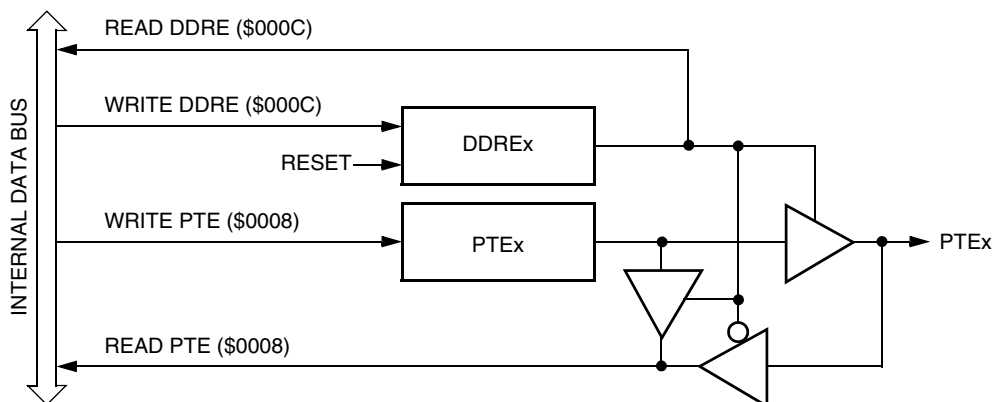 READ DDRE ($000C)
WRITE DDRE ($000C)
DDREx
RESET
INTERNAL DATA BUS
WRITE PTE ($0008)
PTEx
PTEx
READ PTE ($0008)